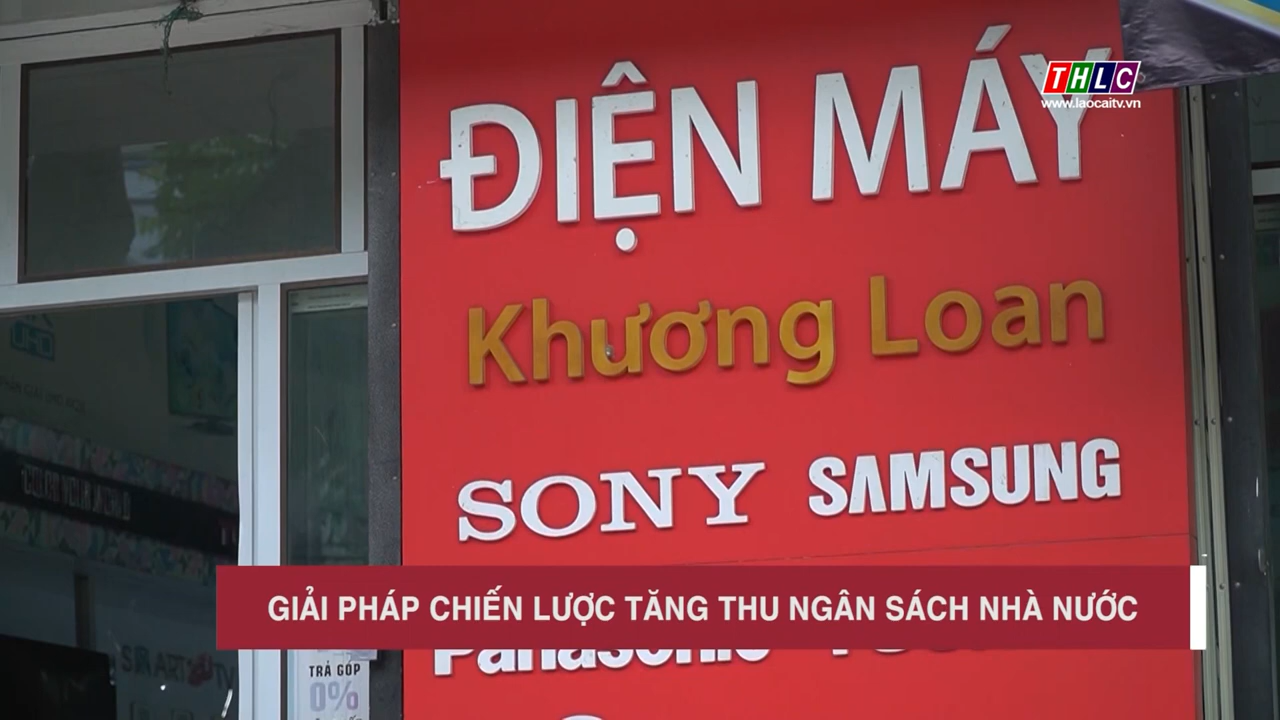 THLC
www.laocaitv.vn
ĐIỆN MÁY
Khương Loan
SONY SAMSUNG
GIẢI PHÁP CHIẾN LƯỢC TĂNG THU NGÂN SÁCH NHÀ NƯỚC
Panasonic
TRẢ GÓP
0%